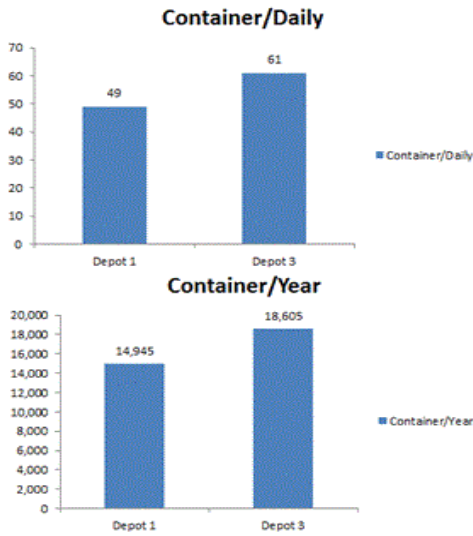 Container/Daily
70
60
50
40
30
20
10
0
49
61
Depot 1
Depot 3
Container/Daily
Container/Year
20,000
18,000
16,000
14,000
12,000
10,000
8,000
6,000
4,000
2,000
0
14,945
18,605
Depot 1
Depot 3
Container/Year